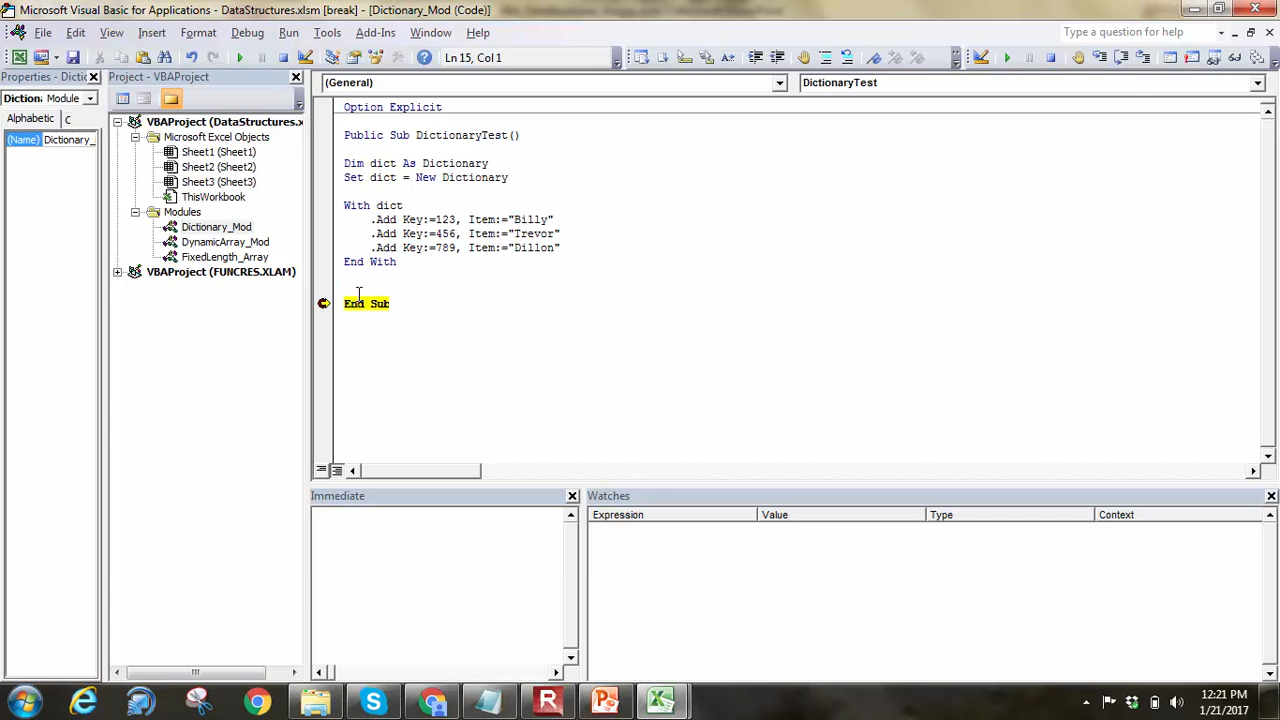 Microsoft Visual Basic for Applications - DataStructures.xlsm [break] - [Dictionary_Mod (Code)]
File Edit View Insert Format Debug Run Tools Add-Ins Window Help
Type a question for help
Ln 15, Col 1
Properties - Dictio
Project - VBAProject
(General)
DictionaryTest
Diction Module
Alphabetic C
(Name) Dictionary_
VBAProject (DataStructures.x
Microsoft Excel Objects
Sheet1 (Sheet1)
Sheet2 (Sheet2)
Sheet3 (Sheet3)
ThisWorkbook
Modules
Dictionary_Mod
DynamicArray_Mod
FixedLength_Array
VBAProject (FUNCRES.XLAM)
Option Explicit
Public Sub DictionaryTest()
Dim dict As Dictionary
Set dict = New Dictionary
With dict
.Add Key:=123, Item:="Billy"
.Add Key:=456, Item:="Trevor"
.Add Key:=789, Item:="Dillon"
End With
End Sub
Immediate
Watches
Expression Value Type Context
12:21 PM
1/21/2017